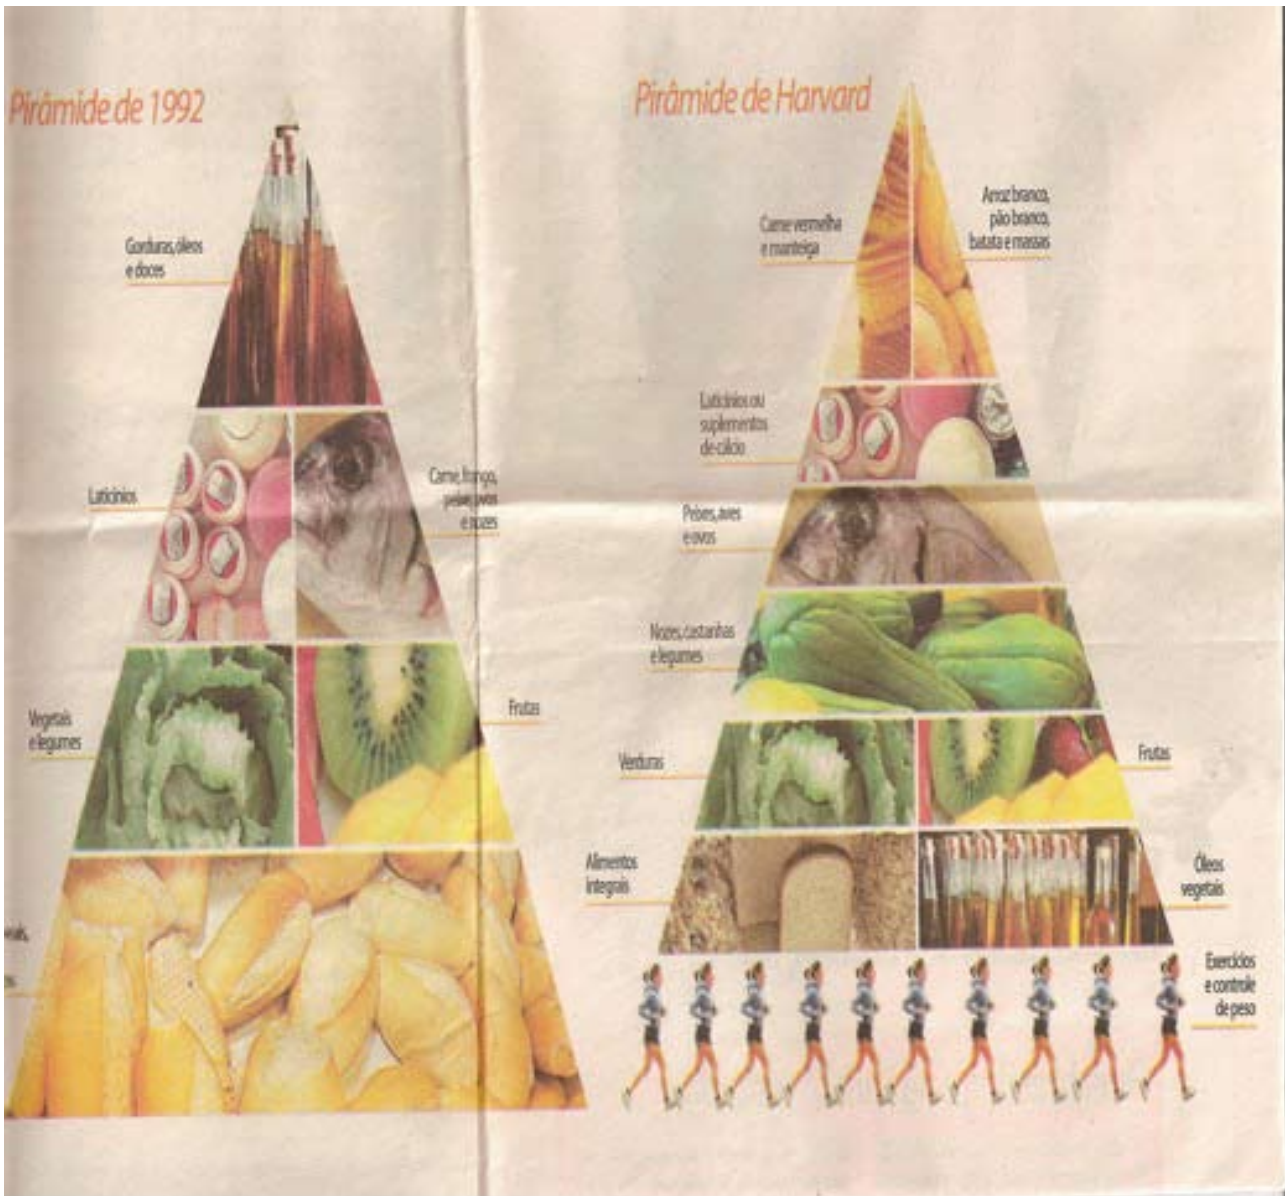 Pirâmide de 1992
Gorduras, óleos
e doces
Laticínios
Carne, frango,
peixe, ovos
e nozes
Vegetais
e legumes
Frutas
Pirâmide de Harvard
Carne vermelha
e manteiga
Arroz branco,
pão branco,
batata e massas
Laticínios ou
suplementos
de cálcio
Peixes, aves
e ovos
Nozes, castanhas
e legumes
Verduras
Frutas
Alimentos
integrais
Óleos
vegetais
Exercícios
e controle
de peso